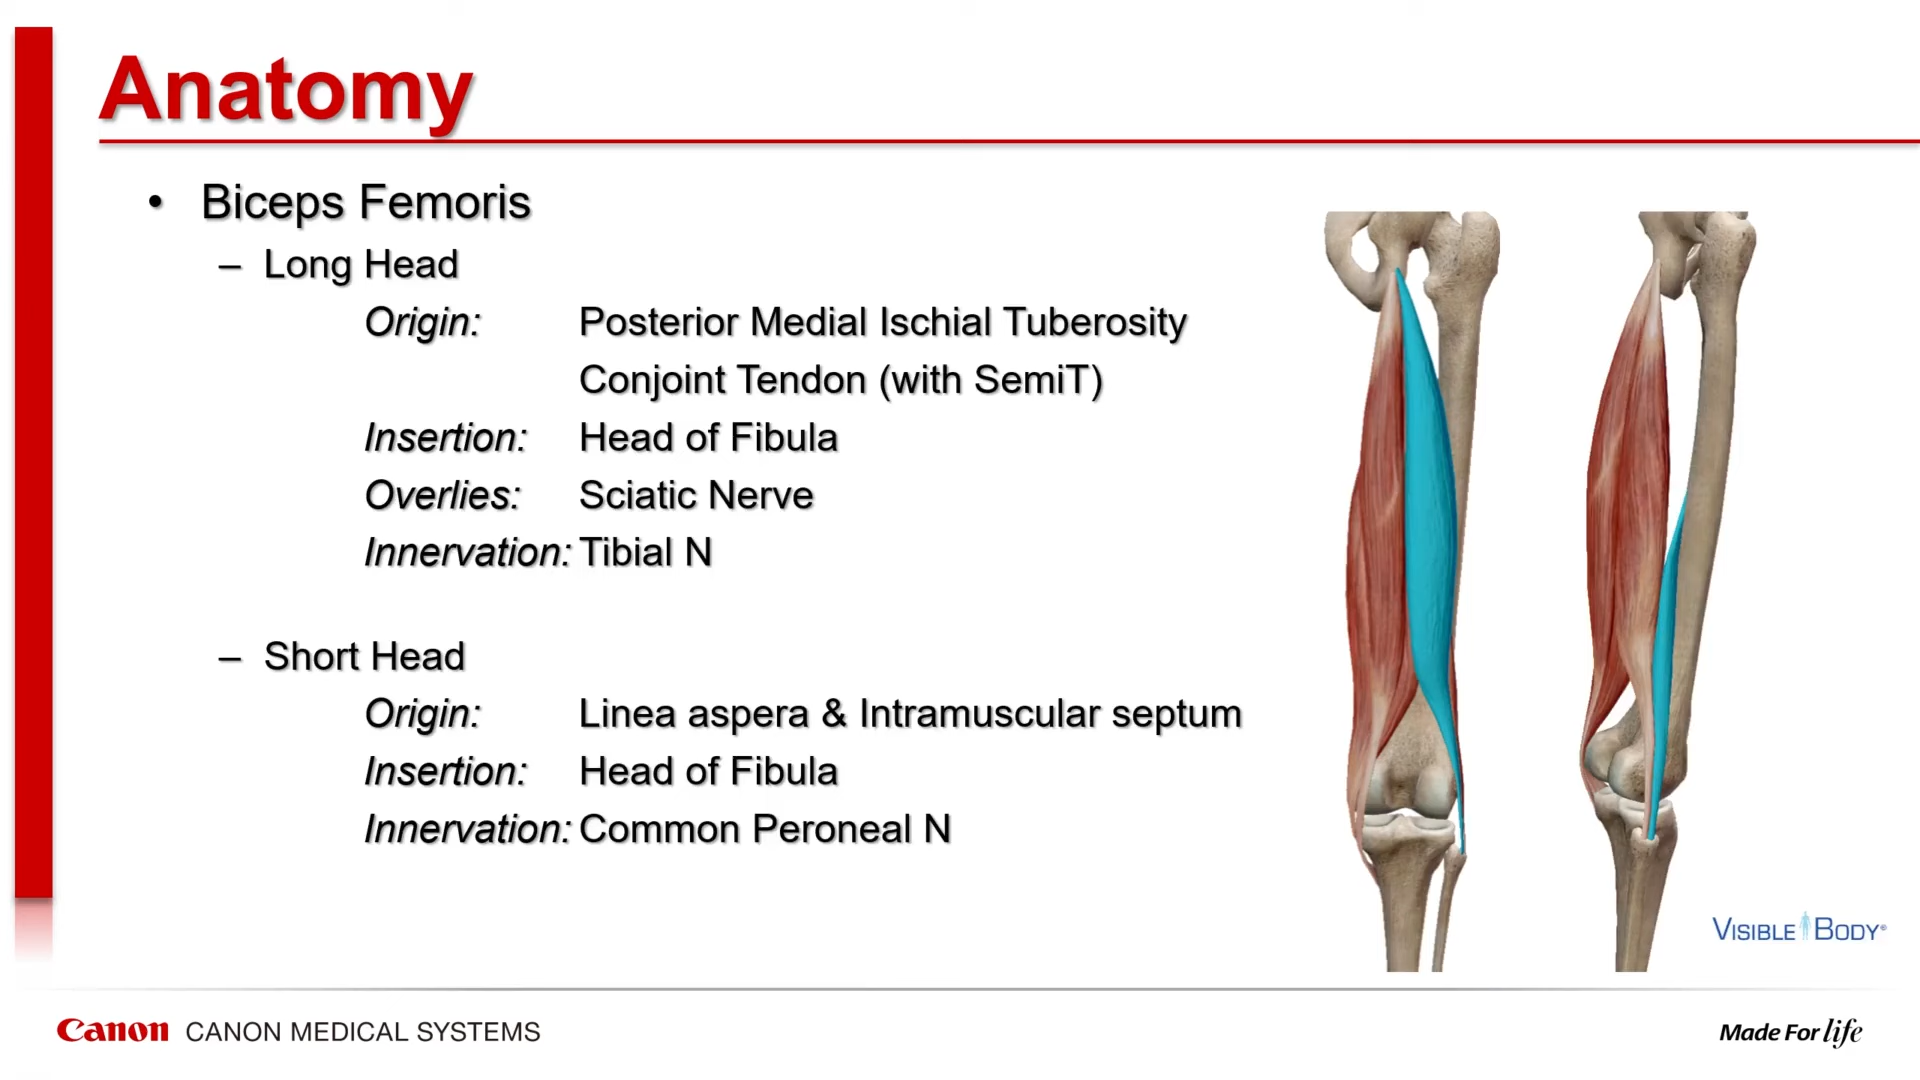 Anatomy
• Biceps Femoris
– Long Head
Origin: Posterior Medial Ischial Tuberosity
Conjoint Tendon (with SemiT)
Insertion: Head of Fibula
Overlies: Sciatic Nerve
Innervation: Tibial N
– Short Head
Origin: Linea aspera & Intramuscular septum
Insertion: Head of Fibula
Innervation: Common Peroneal N
VISIBLE BODY®
Canon CANON MEDICAL SYSTEMS
Made For life